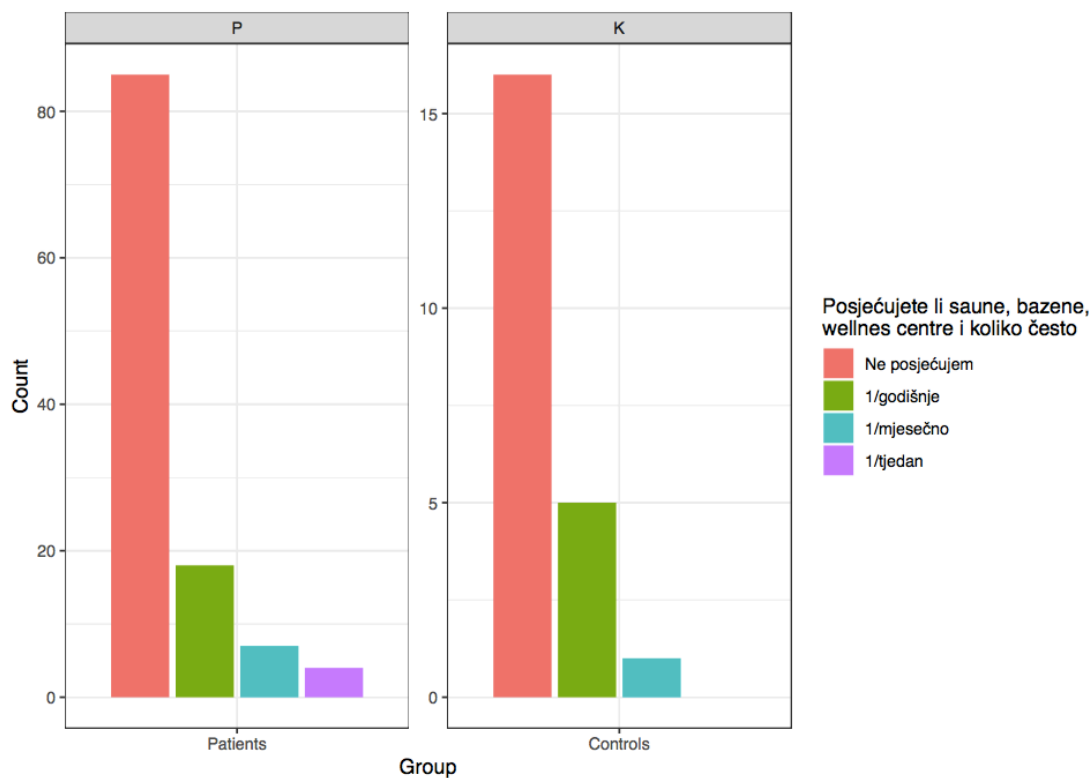 P
K
Count
80
60
40
20
0
15
10
5
0
Patients
Controls
Group
Posjećujete li saune, bazene,
wellnes centre i koliko često
Ne posjećujem
1/godišnje
1/mjesečno
1/tjedan